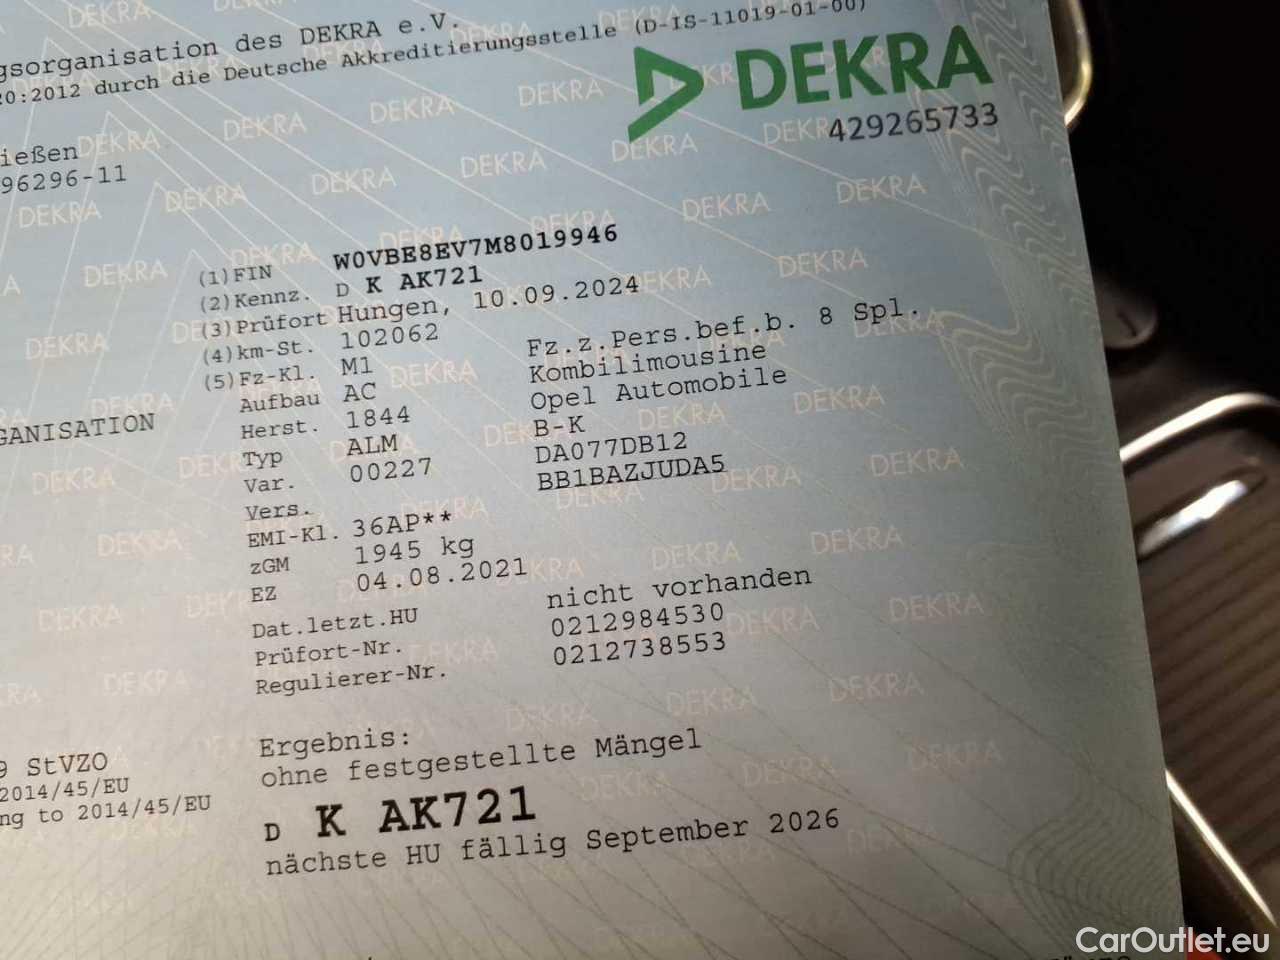 gsorganisation des DEKRA e.V.
20:2012 durch die Deutsche Akkreditierungsstelle (D-IS-11019-01-00)
DEKRA
429265733
ießen
96296-11
(1)FIN W0VBE8EV7M8019946
(2)Kennz. D K AK721
(3)Prüfort Hungen, 10.09.2024
(4)km-St. 102062
(5)Fz-Kl. M1 Fz.z.Pers.bef.b. 8 Spl.
Aufbau AC Kombilimousine
Herst. 1844 Opel Automobile
Typ ALM B-K
Var. 00227 DA077DB12
Vers. BB1BAZJUDA5
EMI-Kl. 36AP**
zGM 1945 kg
EZ 04.08.2021
Dat.letzt.HU nicht vorhanden
Prüfort-Nr. 0212984530
Regulierer-Nr. 0212738553
GANISATION
Ergebnis:
ohne festgestellte Mängel
D K AK721
nächste HU fällig September 2026
9 StVZO
2014/45/EU
ng to 2014/45/EU
CarOutlet.eu